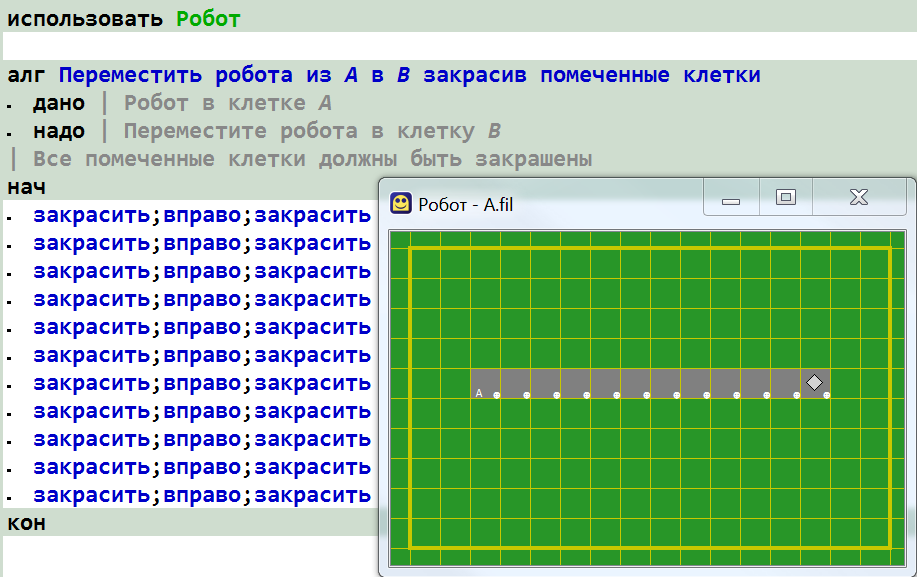 использовать Робот
алг Переместить робота из A в B закрасив помеченные клетки
. дано | Робот в клетке A
. надо | Переместите робота в клетку B
| Все помеченные клетки должны быть закрашены
нач
. закрасить;вправо;закрасить
. закрасить;вправо;закрасить
. закрасить;вправо;закрасить
. закрасить;вправо;закрасить
. закрасить;вправо;закрасить
. закрасить;вправо;закрасить
. закрасить;вправо;закрасить
. закрасить;вправо;закрасить
. закрасить;вправо;закрасить
. закрасить;вправо;закрасить
. закрасить;вправо;закрасить
кон
Робот - A.fil
A